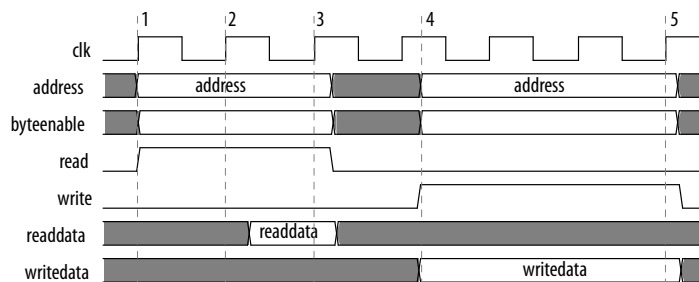 1 2 3 4 5
clk
address address address
byteenable
read
write
readdata readdata
writedata writedata